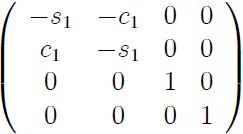 −s₁ −c₁ 0 0
c₁ −s₁ 0 0
0 0 1 0
0 0 0 1